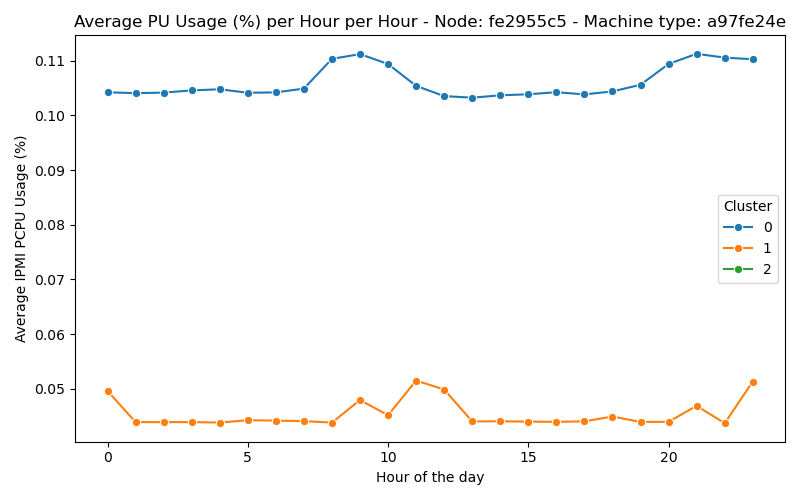 Average PU Usage (%) per Hour per Hour - Node: fe2955c5 - Machine type: a97fe24e
0.11
0.10
0.09
0.08
0.07
0.06
0.05
Average IPMI PCPU Usage (%)
Cluster
0
1
2
0 5 10 15 20
Hour of the day